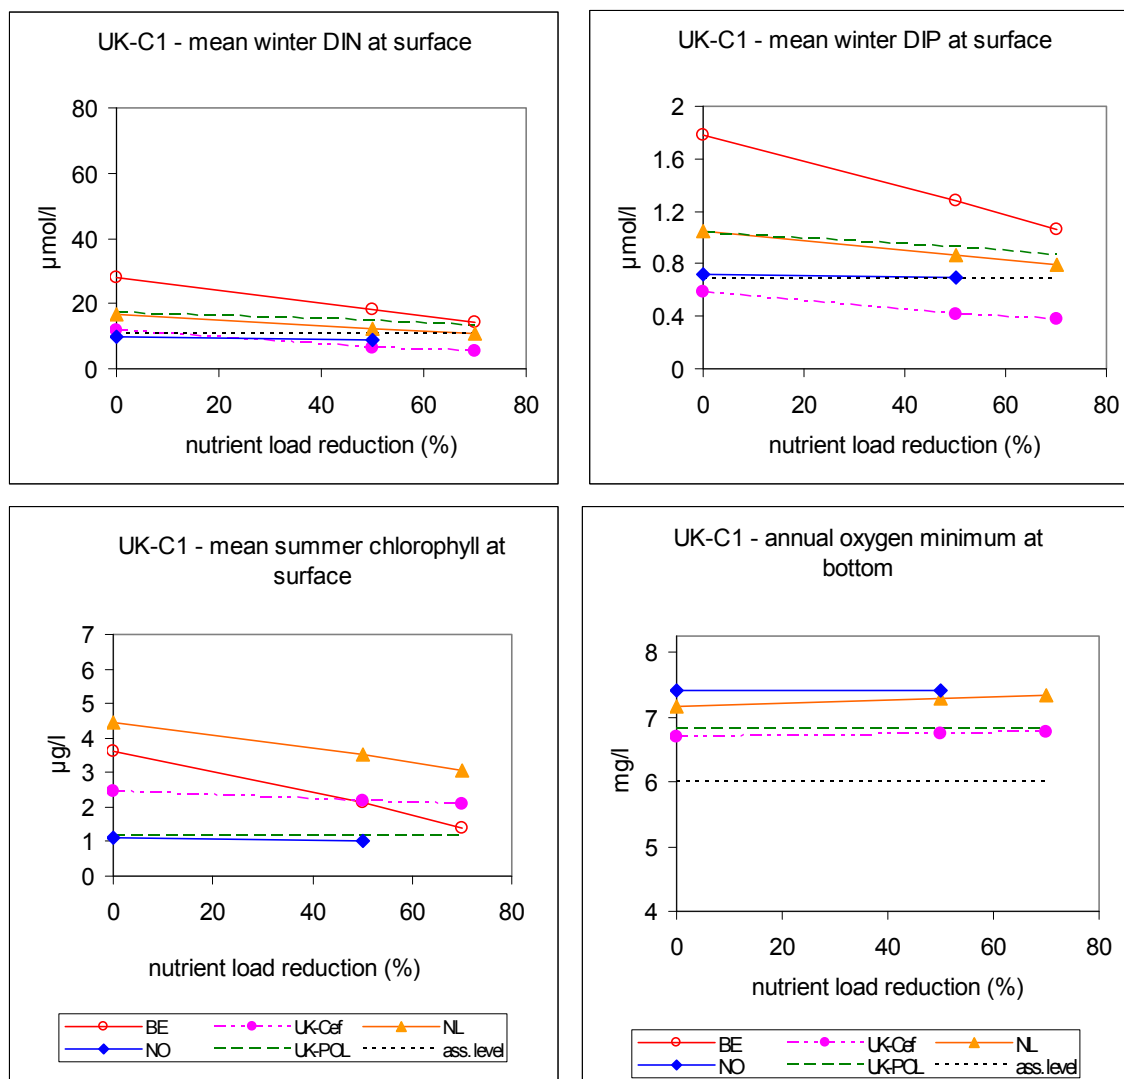 UK-C1 - mean winter DIN at surface
80
60
40
20
0
µmol/l
0 20 40 60 80
nutrient load reduction (%)
UK-C1 - mean winter DIP at surface
2
1.6
1.2
0.8
0.4
0
µmol/l
0 20 40 60 80
nutrient load reduction (%)
UK-C1 - mean summer chlorophyll at
surface
7
6
5
4
3
2
1
0
µg/l
0 20 40 60 80
nutrient load reduction (%)
BE UK-Cef NL
NO UK-POL ass. level
UK-C1 - annual oxygen minimum at
bottom
8
7
6
5
4
mg/l
0 20 40 60 80
nutrient load reduction (%)
BE UK-Cef NL
NO UK-POL ass. level